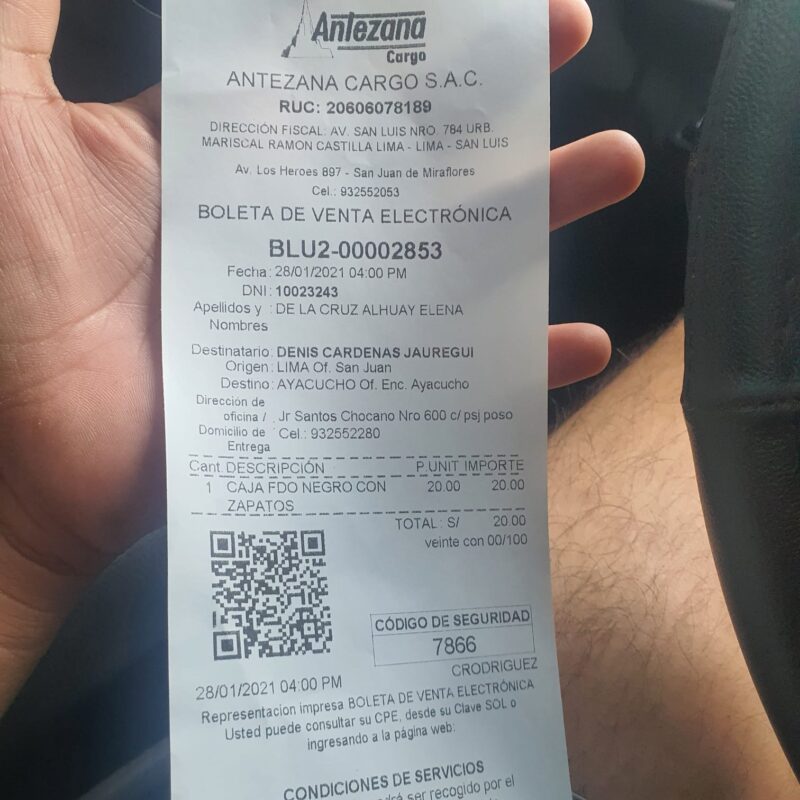 Antezana
Cargo
ANTEZANA CARGO S.A.C.
RUC: 20606078189
DIRECCIÓN FISCAL: AV. SAN LUIS NRO. 784 URB.
MARISCAL RAMON CASTILLA LIMA - LIMA - SAN LUIS
Av. Los Heroes 897 - San Juan de Miraflores
Cel.: 932552053
BOLETA DE VENTA ELECTRÓNICA
BLU2-00002853
Fecha: 28/01/2021 04:00 PM
DNI: 10023243
Apellidos y : DE LA CRUZ ALHUAY ELENA
Nombres
Destinatario: DENIS CARDENAS JAUREGUI
Origen: LIMA Of. San Juan
Destino: AYACUCHO Of. Enc. Ayacucho
Dirección de
oficina / : Jr Santos Chocano Nro 600 c/ psj poso
Domicilio de Cel.: 932552280
Entrega
Cant. DESCRIPCIÓN P.UNIT IMPORTE
1 CAJA FDO NEGRO CON 20.00 20.00
ZAPATOS
TOTAL: S/ 20.00
veinte con 00/100
CÓDIGO DE SEGURIDAD
7866
CRODRIGUEZ
28/01/2021 04:00 PM
Representacion impresa BOLETA DE VENTA ELECTRÓNICA
Usted puede consultar su CPE, desde su Clave SOL o
ingresando a la página web:
CONDICIONES DE SERVICIOS
ser recogido por el